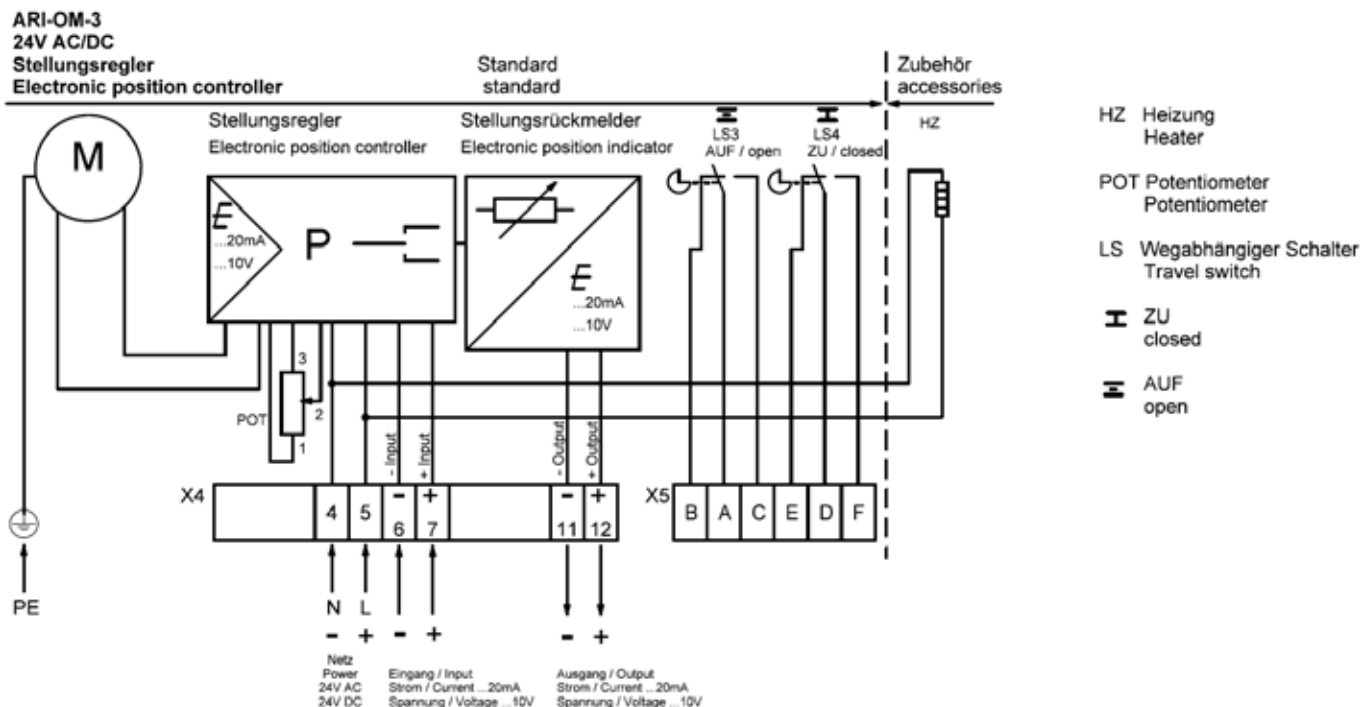 ARI-OM-3
24V AC/DC
Stellungsregler
Electronic position controller
Standard
standard
Zubehör
accessories
M
Stellungsregler
Electronic position controller
Stellungsrückmelder
Electronic position indicator
LS3
AUF / open
LS4
ZU / closed
HZ
E
...20mA
...10V
P
E
...20mA
...10V
POT
3
2
1
- Input
+ Input
- Output
+ Output
X4
4
5
-
6
+
7
-
11
+
12
X5
B A C E D F
PE
N L
- + - +
- +
Netz
Power
24V AC
24V DC
Eingang / Input
Strom / Current ...20mA
Spannung / Voltage ...10V
Ausgang / Output
Strom / Current ...20mA
Spannung / Voltage ...10V
HZ Heizung
Heater
POT Potentiometer
Potentiometer
LS Wegabhängiger Schalter
Travel switch
ZU
closed
AUF
open